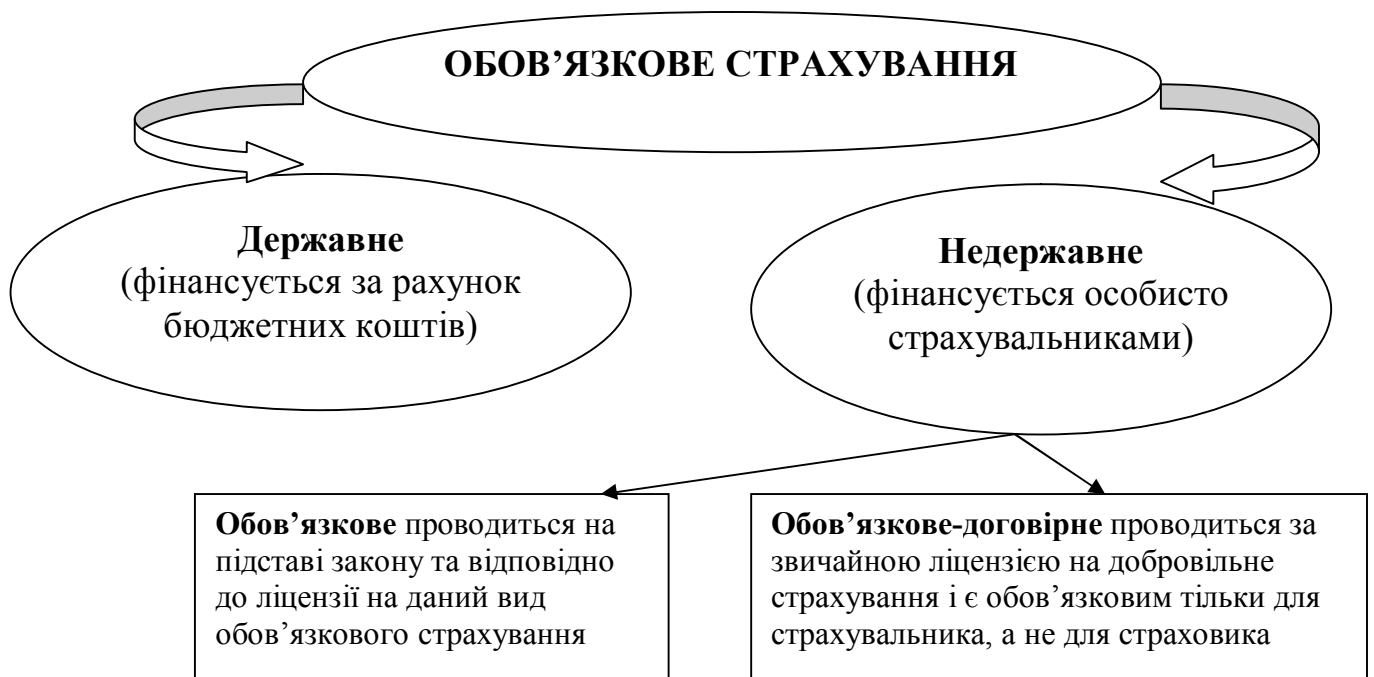 ОБОВ’ЯЗКОВЕ СТРАХУВАННЯ
Державне
(фінансується за рахунок
бюджетних коштів)
Недержавне
(фінансується особисто
страхувальниками)
Обов’язкове проводиться на
підставі закону та відповідно
до ліцензії на даний вид
обов’язкового страхування
Обов’язкове-договірне проводиться за
звичайною ліцензією на добровільне
страхування і є обов’язковим тільки для
страхувальника, а не для страховика